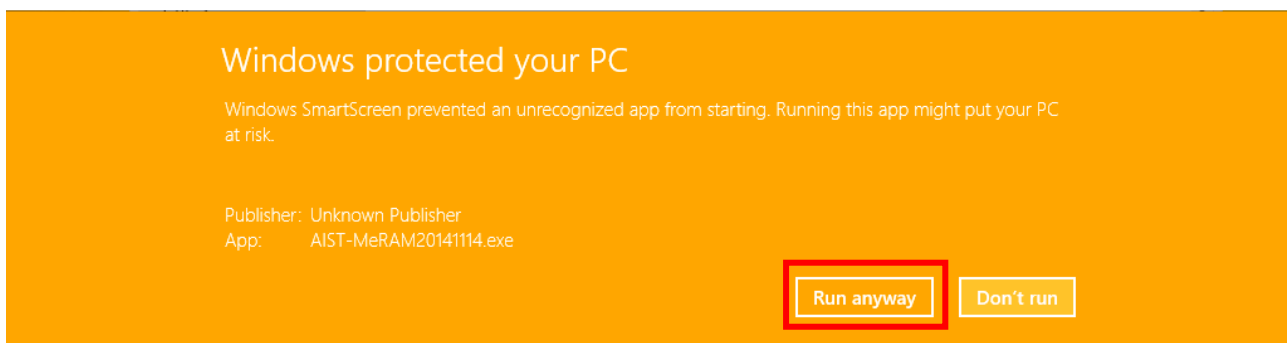 Windows protected your PC
Windows SmartScreen prevented an unrecognized app from starting. Running this app might put your PC
at risk.
Publisher: Unknown Publisher
App: AIST-MeRAM20141114.exe
Run anyway Don't run